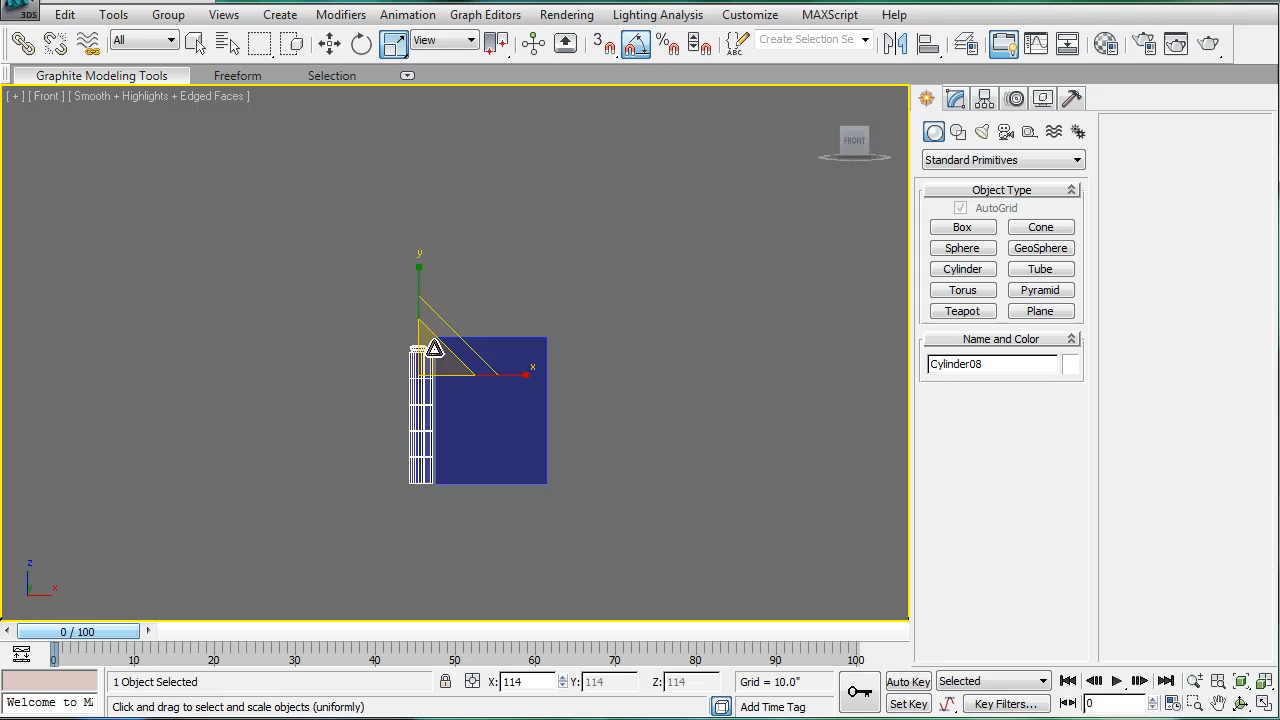 3DS Edit Tools Group Views Create Modifiers Animation Graph Editors Rendering Lighting Analysis Customize MAXScript Help
All View 3 ABC Create Selection Se
Graphite Modeling Tools Freeform Selection
[ + ] [ Front ] [ Smooth + Highlights + Edged Faces ]
FRONT
Standard Primitives
Object Type
AutoGrid
Box Cone
Sphere GeoSphere
Cylinder Tube
Torus Pyramid
Teapot Plane
Name and Color
Cylinder08
y
x
z
x
0 / 100
0 10 20 30 40 50 60 70 80 90 100
1 Object Selected X: 114 Y: 114 Z: 114 Grid = 10.0" Auto Key Selected
Welcome to M Click and drag to select and scale objects (uniformly) Add Time Tag Set Key Key Filters... 0